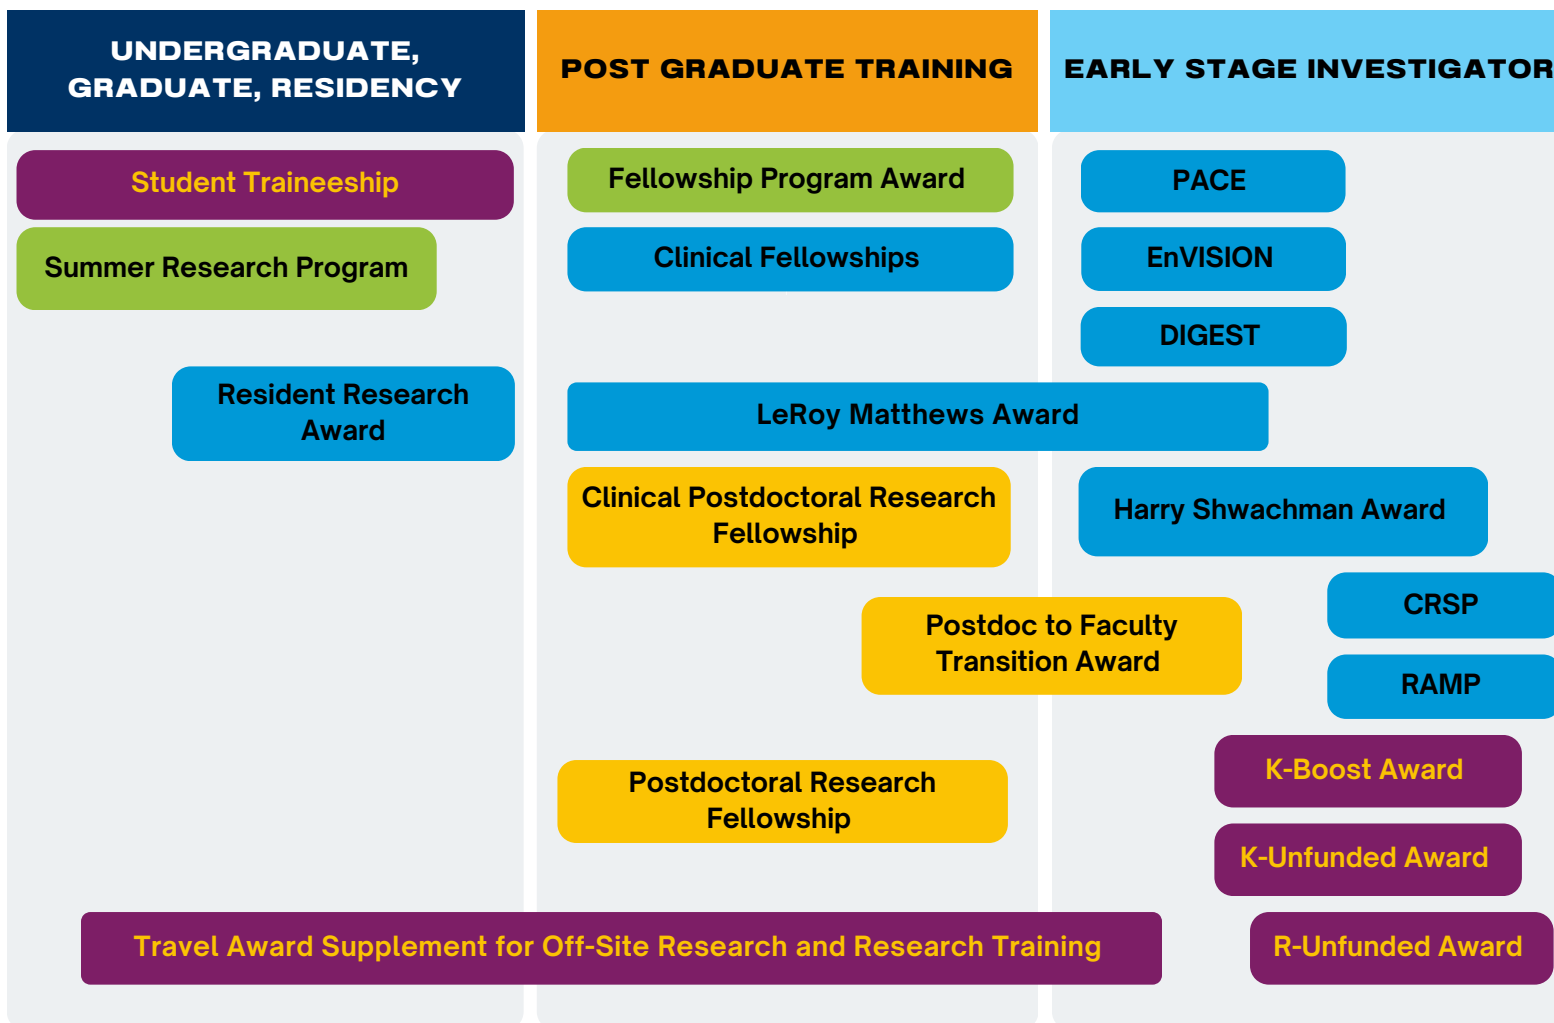 UNDERGRADUATE,
GRADUATE, RESIDENCY
POST GRADUATE TRAINING
EARLY STAGE INVESTIGATOR
Student Traineeship
Summer Research Program
Resident Research
Award
Fellowship Program Award
Clinical Fellowships
LeRoy Matthews Award
Clinical Postdoctoral Research
Fellowship
Postdoc to Faculty
Transition Award
Postdoctoral Research
Fellowship
Travel Award Supplement for Off-Site Research and Research Training
PACE
EnVISION
DIGEST
Harry Shwachman Award
CRSP
RAMP
K-Boost Award
K-Unfunded Award
R-Unfunded Award